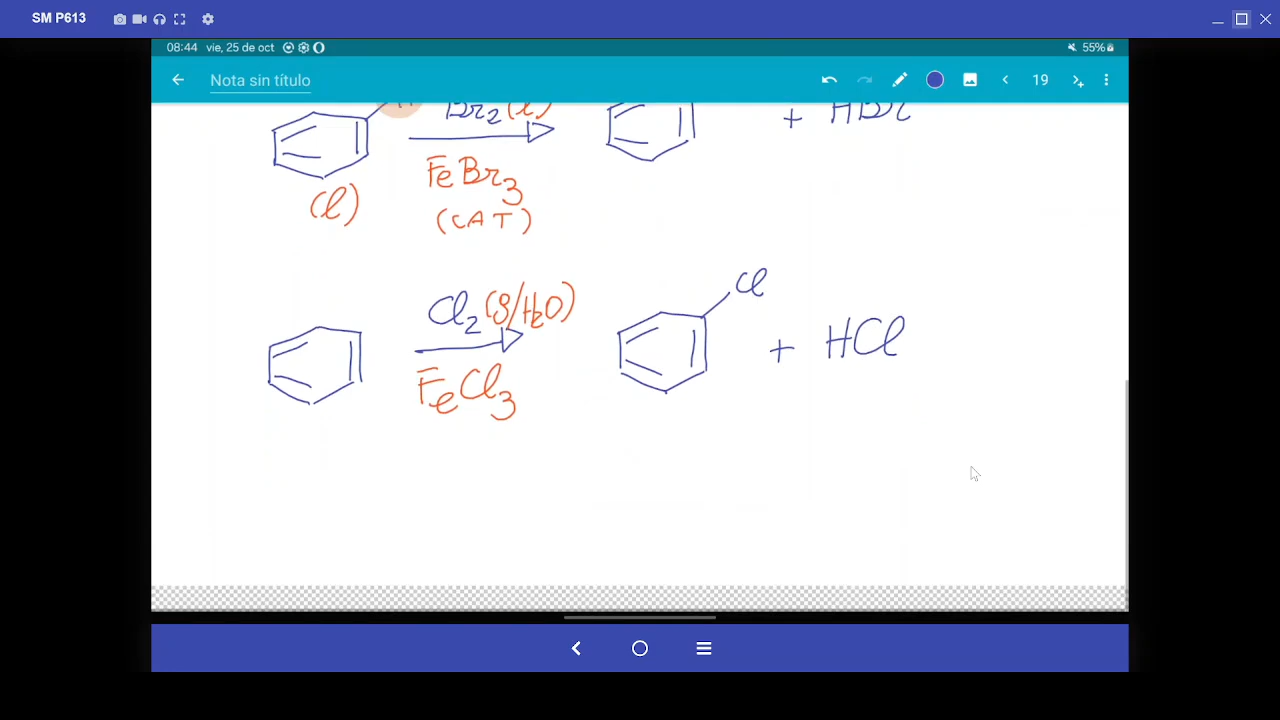 SM P613
08:44 vie, 25 de oct 55%
Nota sin título 19
H Br2(l) + HBr
FeBr3
(l) (CAT)
Cl2(g/H2O) Cl
+ HCl
FeCl3